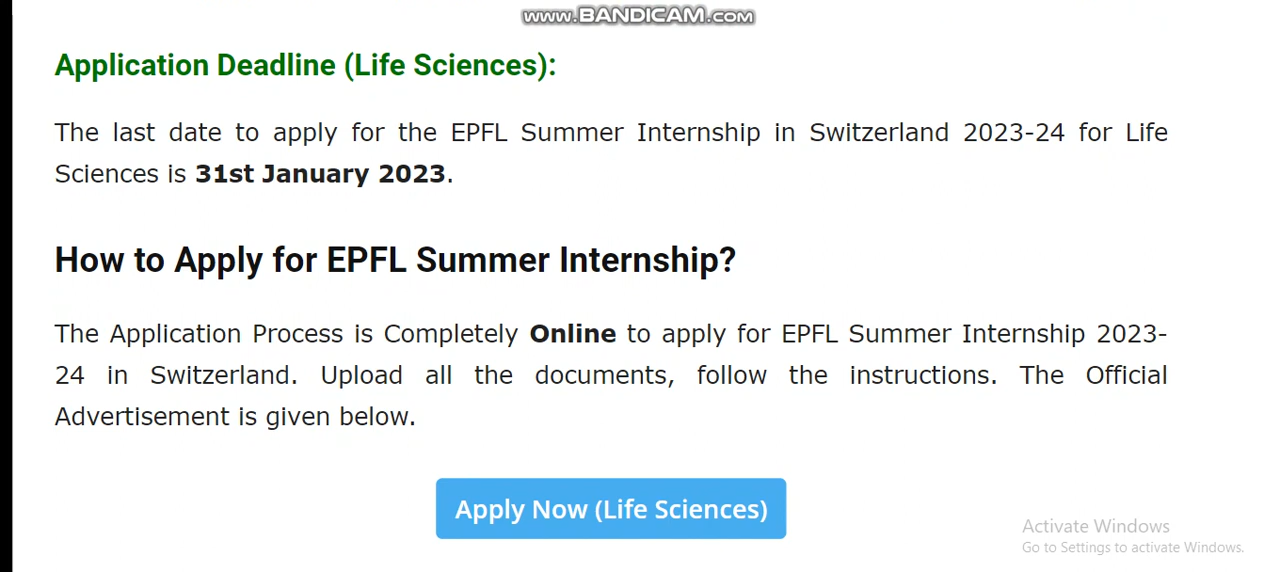 www.BANDICAM.com
Application Deadline (Life Sciences):
The last date to apply for the EPFL Summer Internship in Switzerland 2023-24 for Life
Sciences is 31st January 2023.
How to Apply for EPFL Summer Internship?
The Application Process is Completely Online to apply for EPFL Summer Internship 2023-
24 in Switzerland. Upload all the documents, follow the instructions. The Official
Advertisement is given below.
Apply Now (Life Sciences)
Activate Windows
Go to Settings to activate Windows.